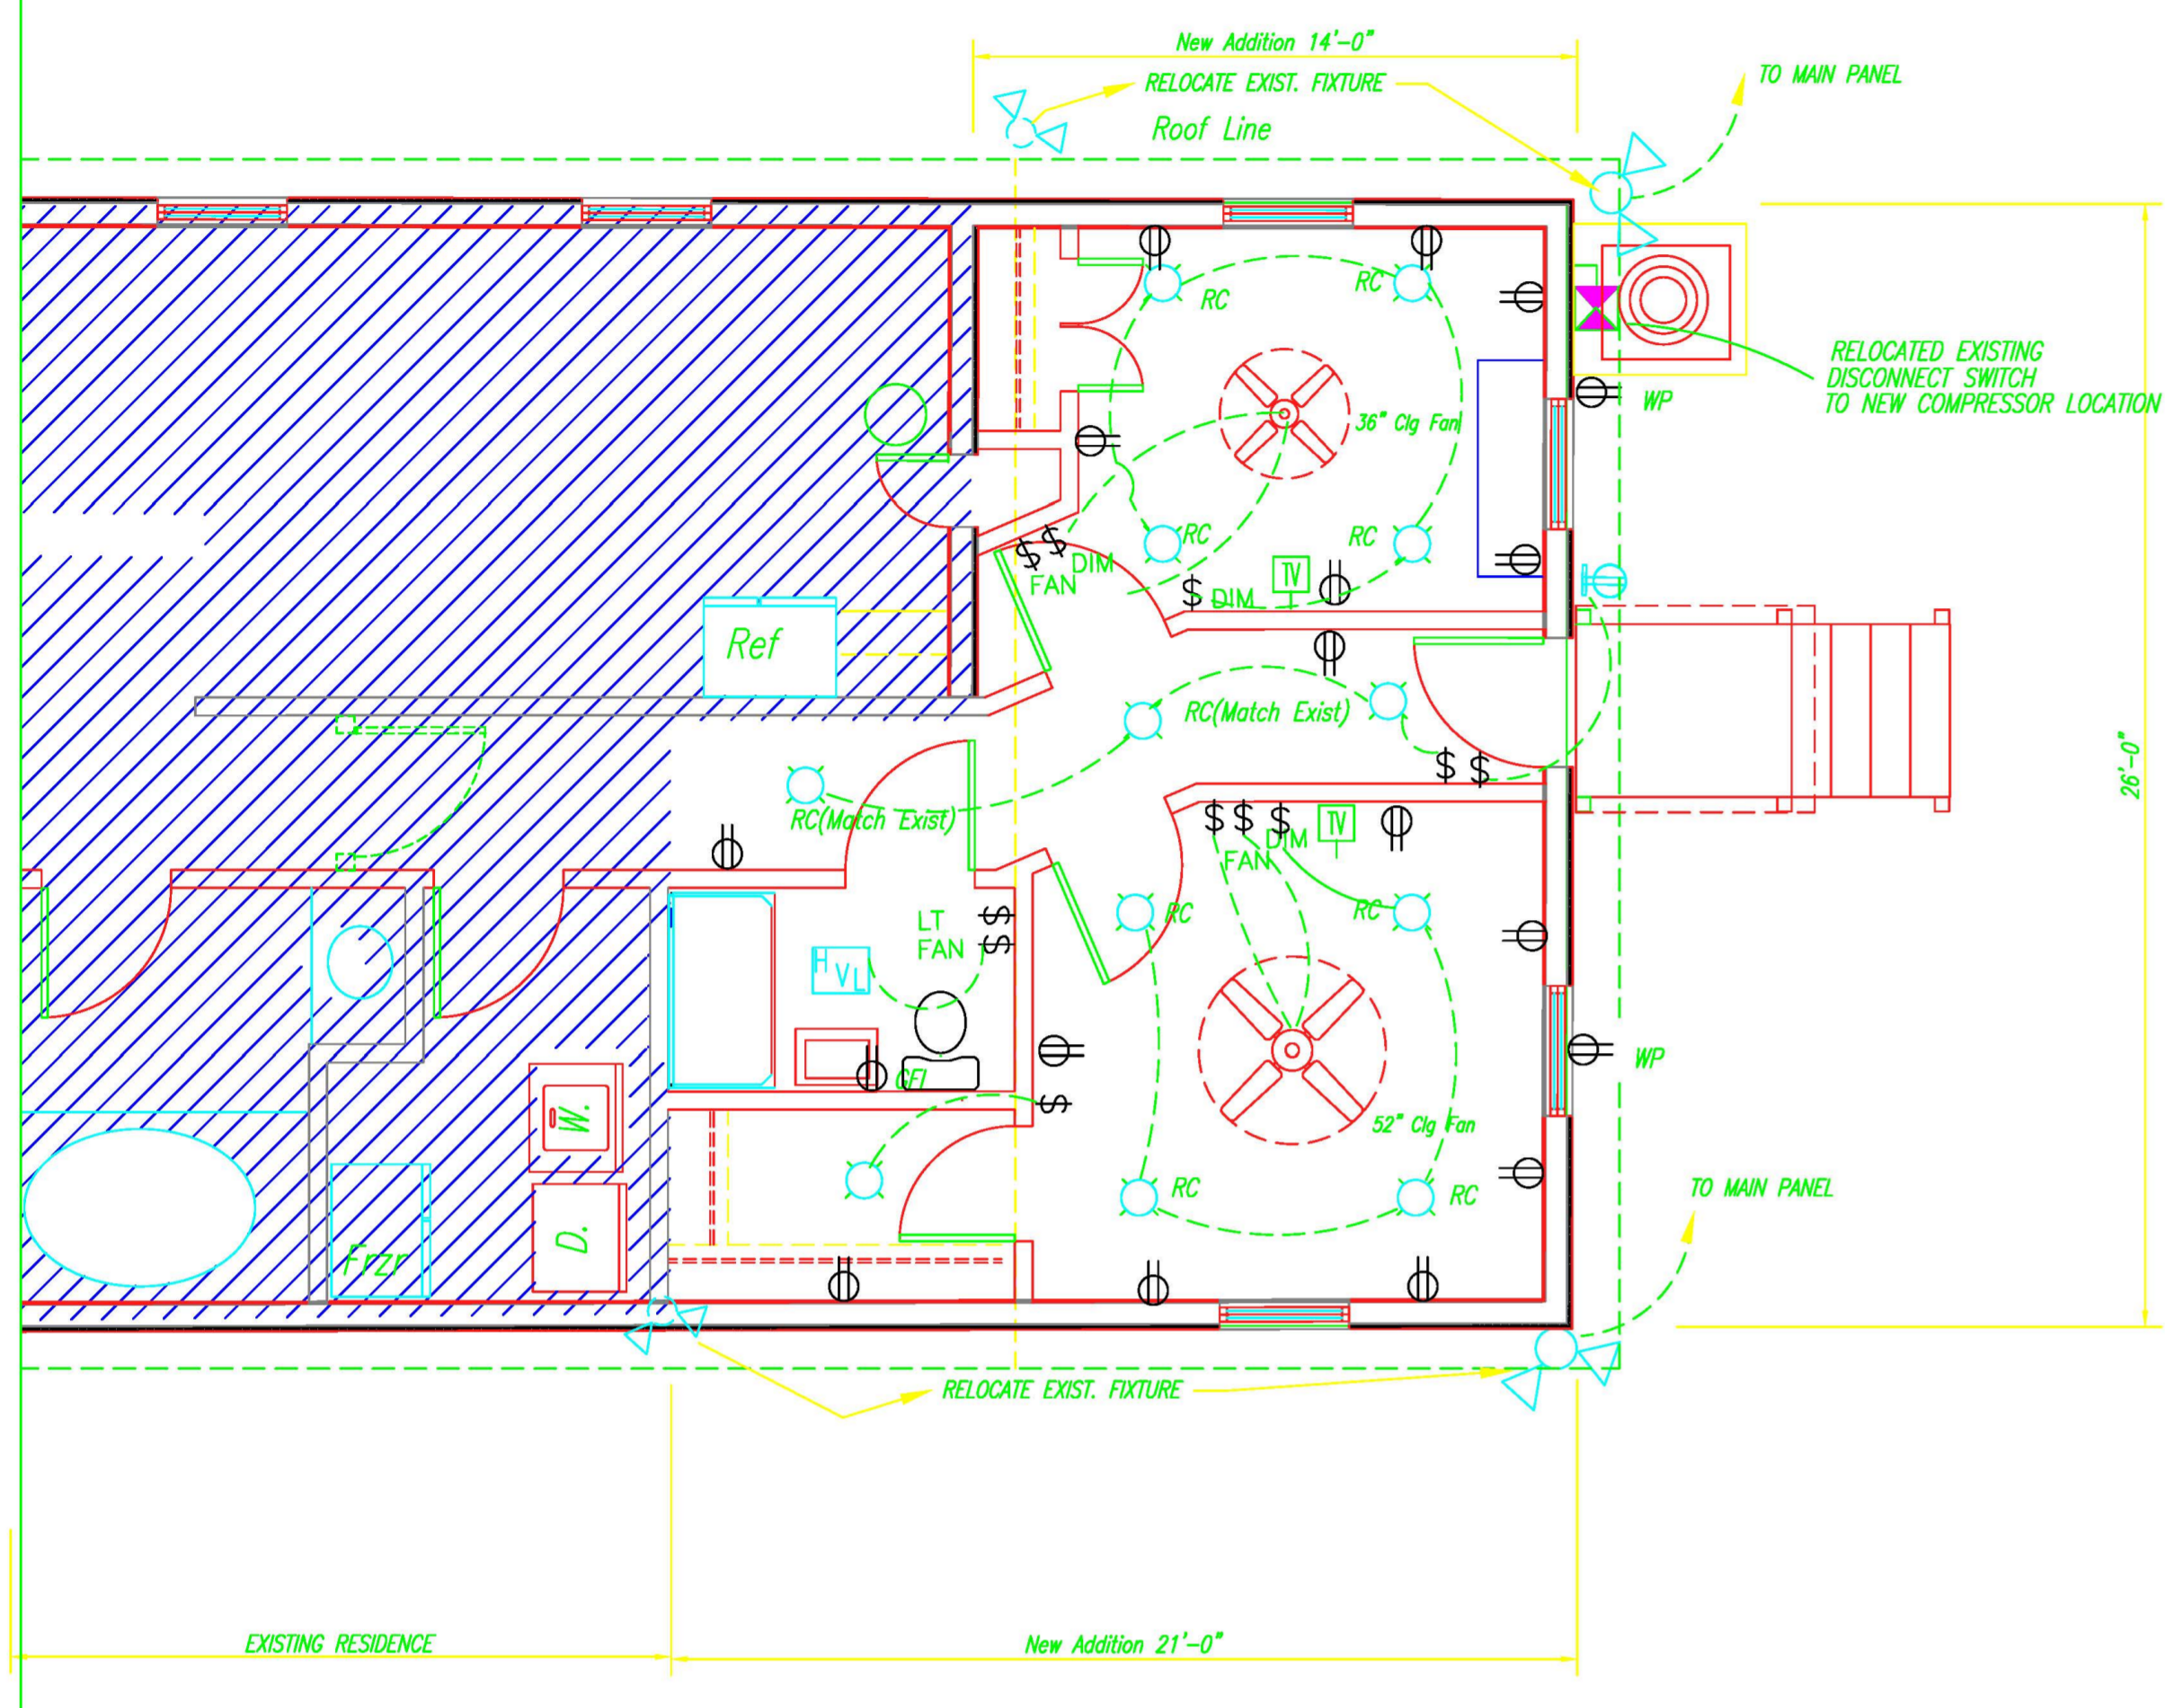 New Addition 14'-0"
RELOCATE EXIST. FIXTURE
TO MAIN PANEL
Roof Line
RC
RC
36" Clg Fan
RELOCATED EXISTING
DISCONNECT SWITCH
TO NEW COMPRESSOR LOCATION
WP
RC
RC
$ $
DIM
FAN
$ DIM
TV
Ref
RC(Match Exist)
26'-0"
$ $
RC(Match Exist)
$ $ $
DIM
FAN
TV
LT
FAN
$
$
RC
RC
H
VL
GFI
WP
$
52" Clg Fan
W.
D.
Frzr
RC
RC
TO MAIN PANEL
RELOCATE EXIST. FIXTURE
EXISTING RESIDENCE
New Addition 21'-0"